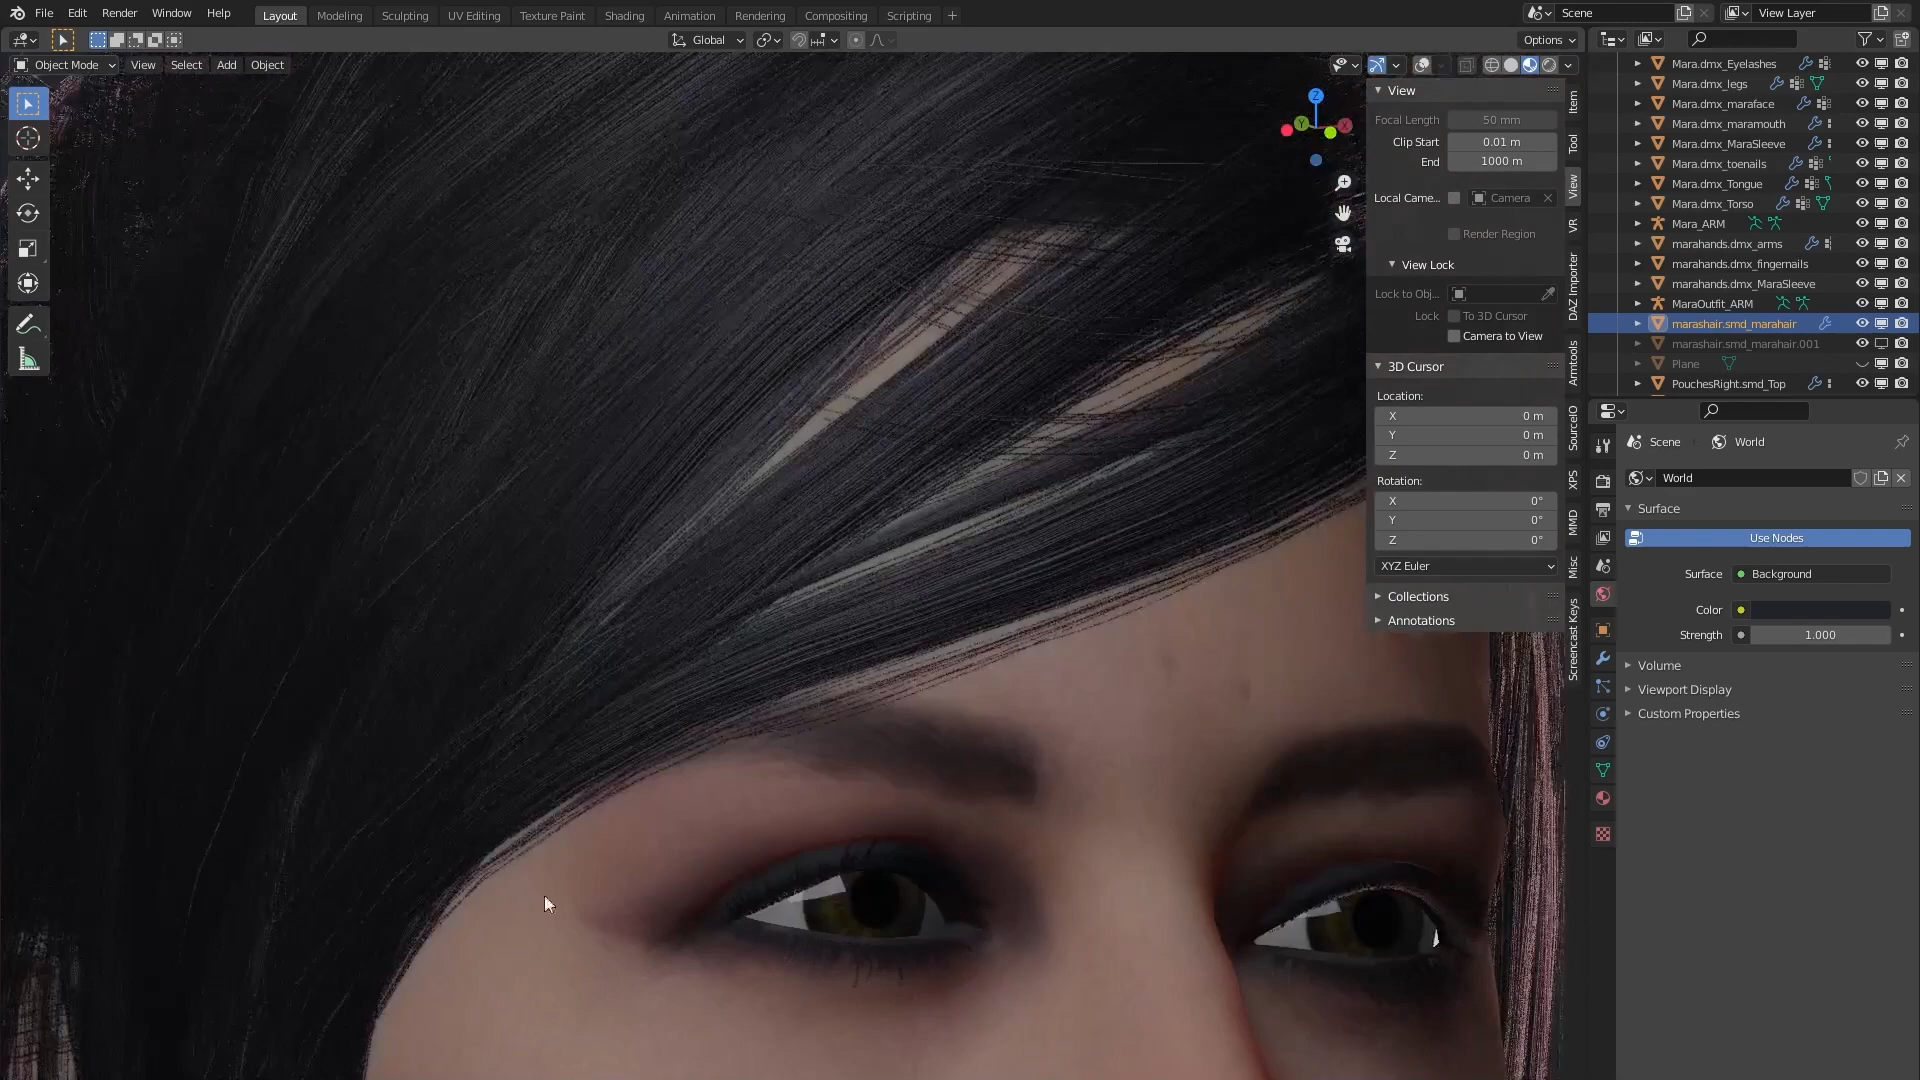 File Edit Render Window Help
Layout Modeling Sculpting UV Editing Texture Paint Shading Animation Rendering Compositing Scripting +
Scene
View Layer
Global
Options
Object Mode View Select Add Object
View
Focal Length 50 mm
Clip Start 0.01 m
End 1000 m
Local Came... Camera
Render Region
View Lock
Lock to Obj...
Lock To 3D Cursor
Camera to View
3D Cursor
Location:
X 0 m
Y 0 m
Z 0 m
Rotation:
X 0°
Y 0°
Z 0°
XYZ Euler
Collections
Annotations
Item
Tool
View
VR
DAZ Importer
Armtools
SourceIO
XPS
MMD
Misc
Screencast Keys
Z
Y
X
Mara.dmx_Eyelashes
Mara.dmx_legs
Mara.dmx_maraface
Mara.dmx_maramouth
Mara.dmx_MaraSleeve
Mara.dmx_toenails
Mara.dmx_Tongue
Mara.dmx_Torso
Mara_ARM
marahands.dmx_arms
marahands.dmx_fingernails
marahands.dmx_MaraSleeve
MaraOutfit_ARM
marashair.smd_marahair
marashair.smd_marahair.001
Plane
PouchesRight.smd_Top
Scene World
World
Surface
Use Nodes
Surface Background
Color
Strength 1.000
Volume
Viewport Display
Custom Properties